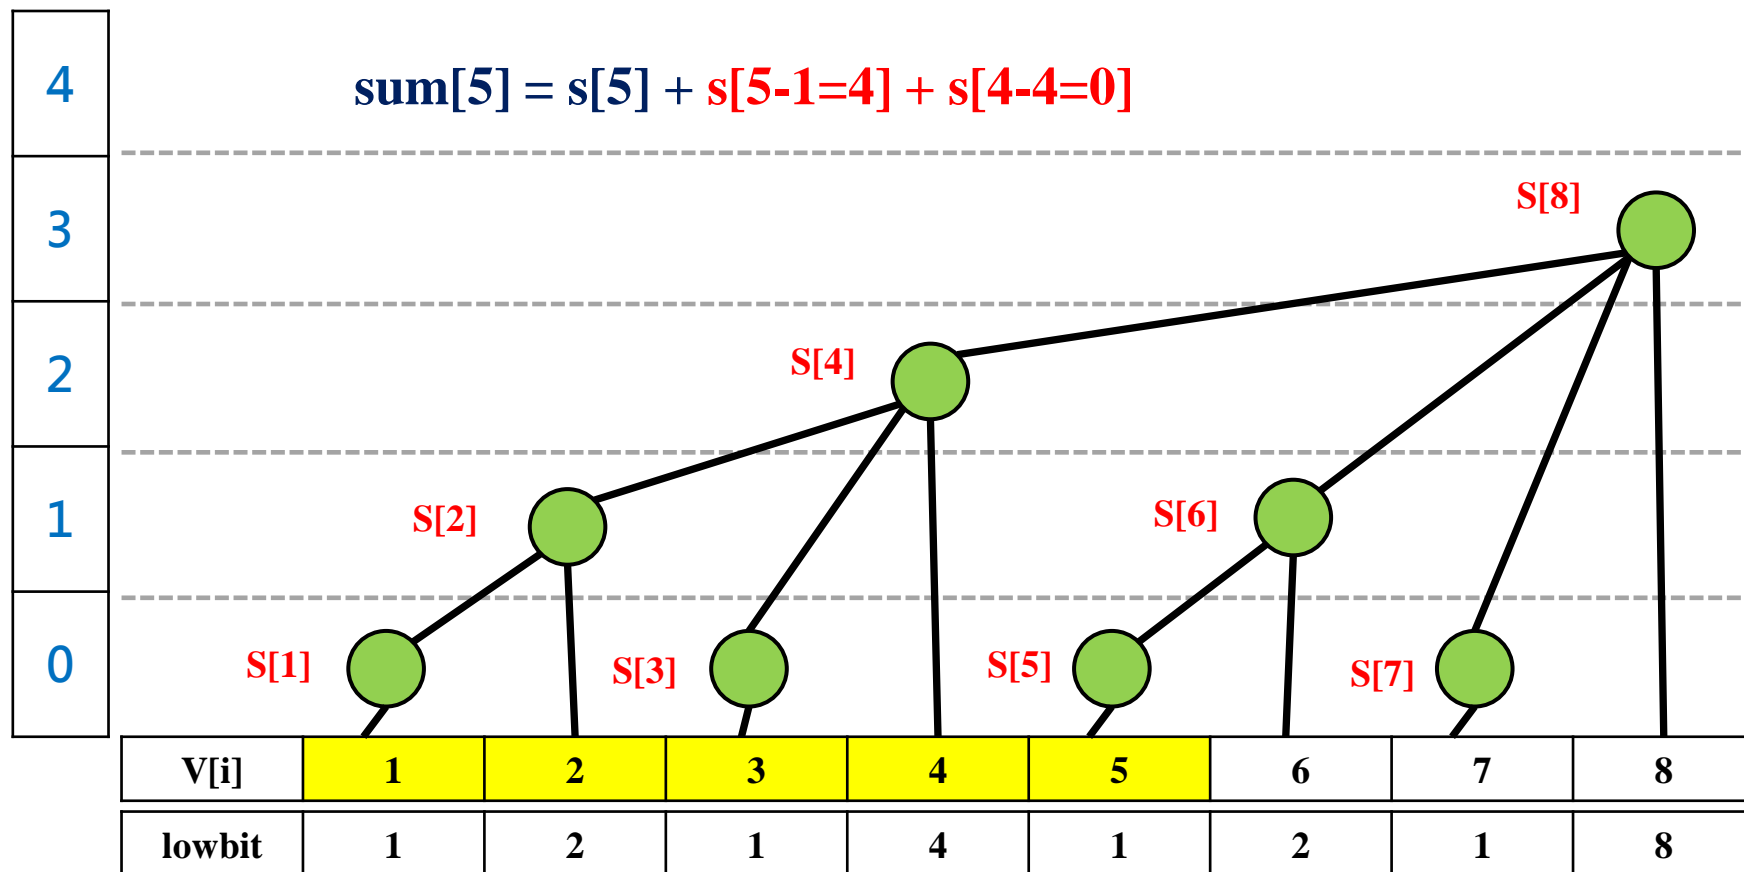 4
sum[5] = s[5] + s[5-1=4] + s[4-4=0]
3
S[8]
2
S[4]
1
S[2]
S[6]
0
S[1]
S[3]
S[5]
S[7]
V[i] 1 2 3 4 5 6 7 8
lowbit 1 2 1 4 1 2 1 8